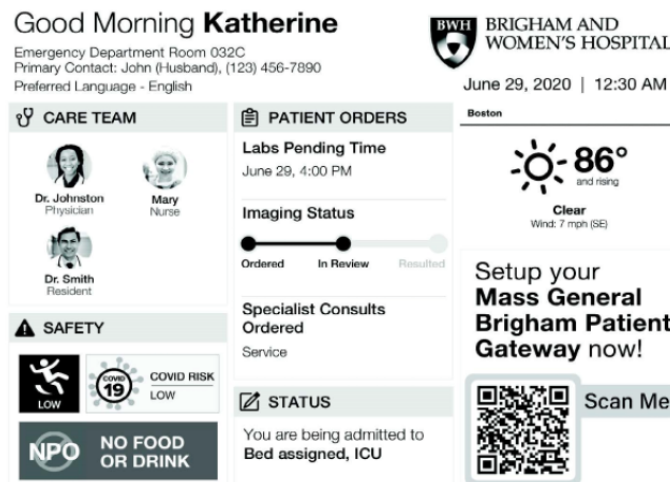 Good Morning Katherine
Emergency Department Room 032C
Primary Contact: John (Husband), (123) 456-7890
Preferred Language - English
BWH
BRIGHAM AND
WOMEN'S HOSPITAL
June 29, 2020 | 12:30 AM
CARE TEAM
Dr. Johnston
Physician
Mary
Nurse
Dr. Smith
Resident
SAFETY
LOW
COVID
19
COVID RISK
LOW
NPO
NO FOOD
OR DRINK
PATIENT ORDERS
Labs Pending Time
June 29, 4:00 PM
Imaging Status
Ordered In Review Resulted
Specialist Consults
Ordered
Service
STATUS
You are being admitted to
Bed assigned, ICU
Boston
86°
and rising
Clear
Wind: 7 mph (SE)
Setup your
Mass General
Brigham Patient
Gateway now!
Scan Me